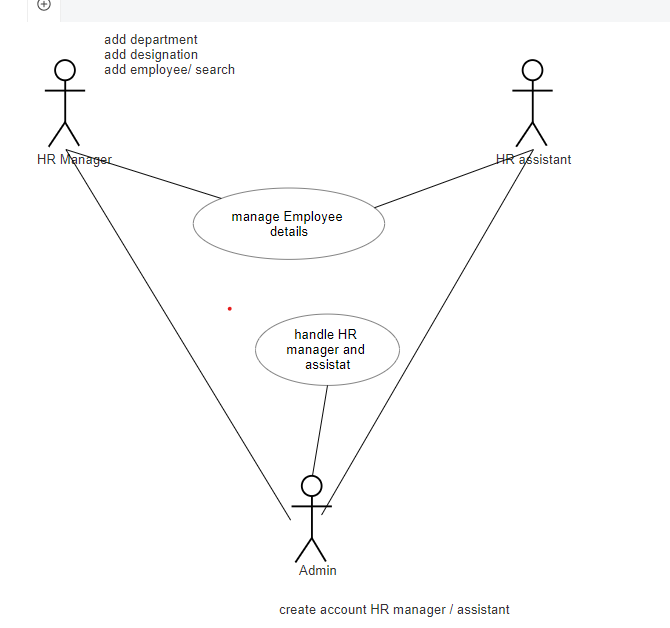 add department
add designation
add employee/ search
HR Manager
HR assistant
manage Employee
details
handle HR
manager and
assistat
Admin
create account HR manager / assistant